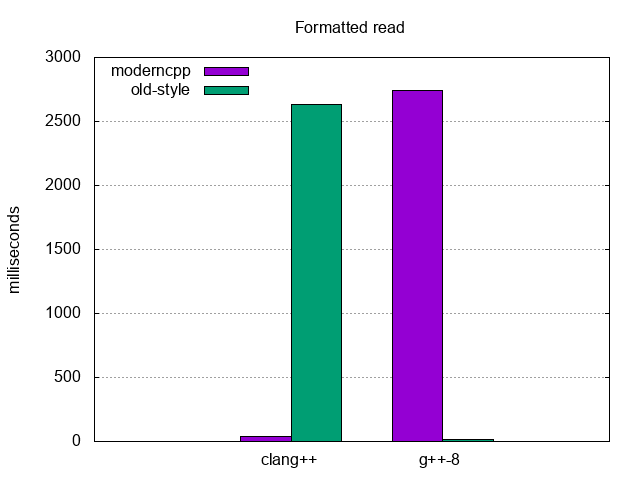 Formatted read
3000
moderncpp
old-style
2500
2000
milliseconds
1500
1000
500
0
clang++
g++-8